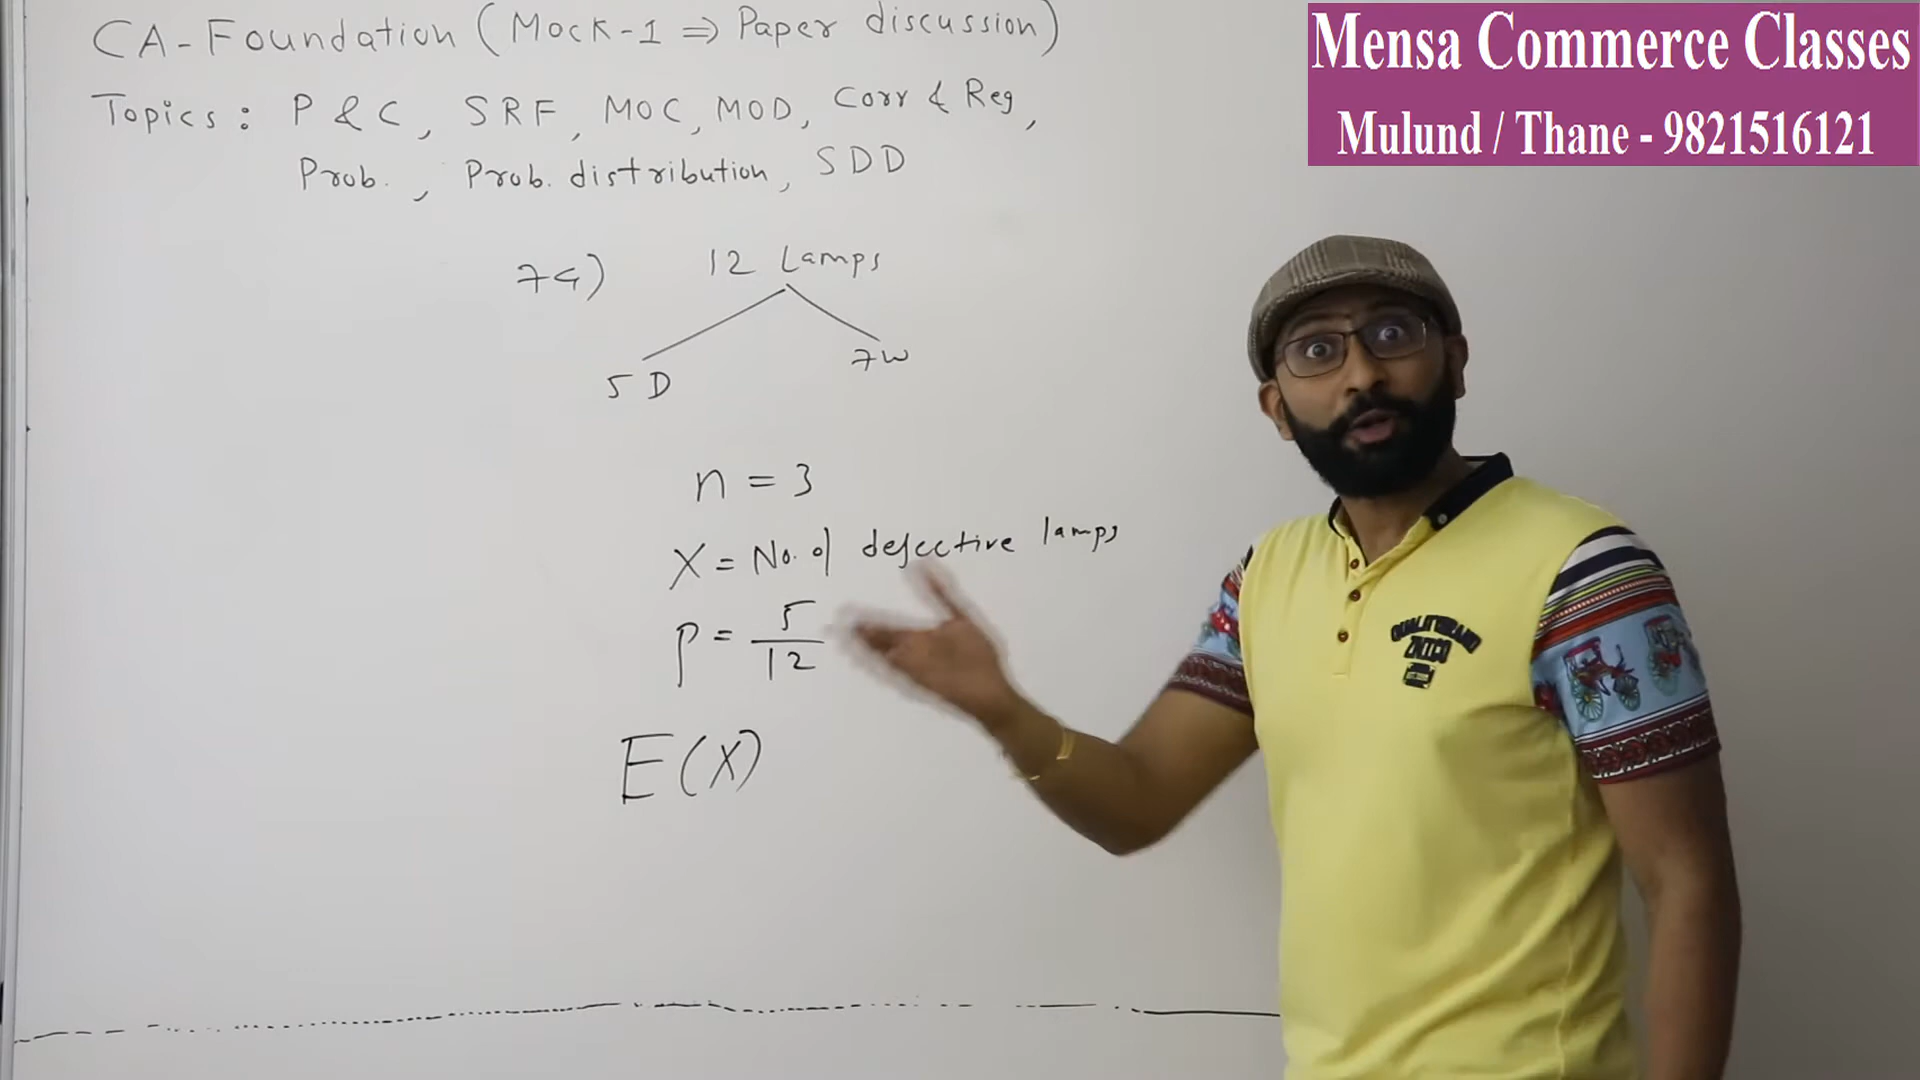 CA-Foundation (Mock-1 ⇒ Paper discussion)
Topics: P & C, SRF, MOC, MOD, Corr & Reg,
Prob., Prob. distribution, SDD
74) 12 Lamps
5 D 7W
n = 3
X = No. of defective lamps
p = 5/12
E(X)
Mensa Commerce Classes
Mulund / Thane - 9821516121
QUALITBRAND